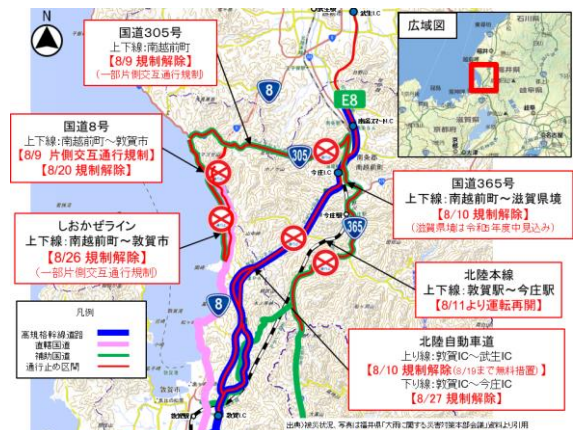 国道305号
上下線:南越前町
【8/9 規制解除】
(一部片側交互通行規制)
国道8号
上下線:南越前町～敦賀市
【8/9 片側交互通行規制】
【8/20 規制解除】
しおかぜライン
上下線:南越前町～敦賀市
【8/26 規制解除】
(一部片側交互通行規制)
凡例
高規格幹線道路
直轄国道
補助国道
通行止め区間
広域図
石川県
福井県
岐阜県
滋賀県
京都府
武生I.C
8
E8
南条スマートI.C
305
今庄I.C
今庄駅
365
8
敦賀市
敦賀駅
敦賀I.C
国道365号
上下線:南越前町～滋賀県境
【8/10 規制解除】
(滋賀県境は令和5年度中見込み)
北陸本線
上下線:敦賀駅～今庄駅
【8/11より運転再開】
北陸自動車道
上り線:敦賀IC～武生IC
【8/10 規制解除(8/19まで無料措置)】
下り線:敦賀IC～今庄IC
【8/27 規制解除】
出典)被災状況、写真は福井県「大雨に関する災害対策本部会議」資料より引用